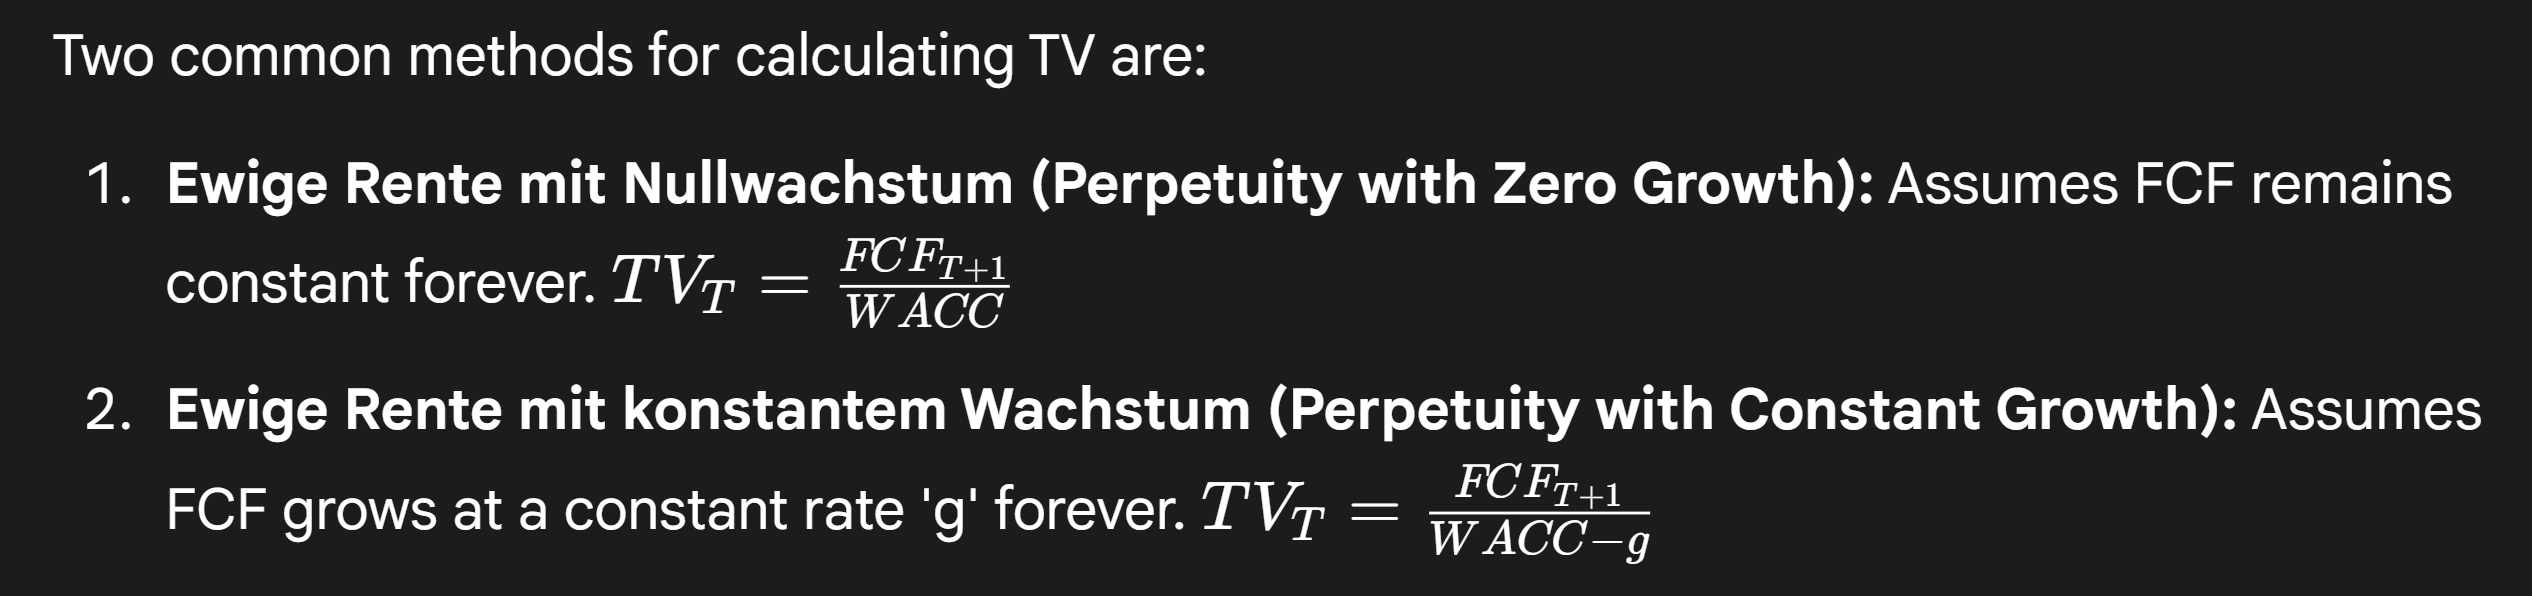 Two common methods for calculating TV are:
1. Ewige Rente mit Nullwachstum (Perpetuity with Zero Growth): Assumes FCF remains
constant forever. $TV_T = \frac{FCF_{T+1}}{WACC}$
2. Ewige Rente mit konstantem Wachstum (Perpetuity with Constant Growth): Assumes
FCF grows at a constant rate 'g' forever. $TV_T = \frac{FCF_{T+1}}{WACC-g}$